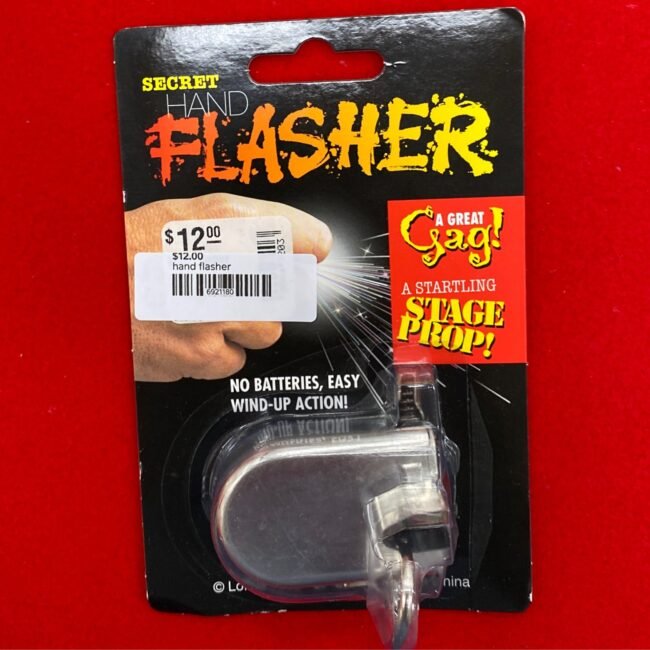 SECRET
HAND
FLASHER
$12.00
$12.00
hand flasher
6921180
203
A GREAT
Gag!
A STARTLING
STAGE
PROP!
NO BATTERIES, EASY
WIND-UP ACTION!
©